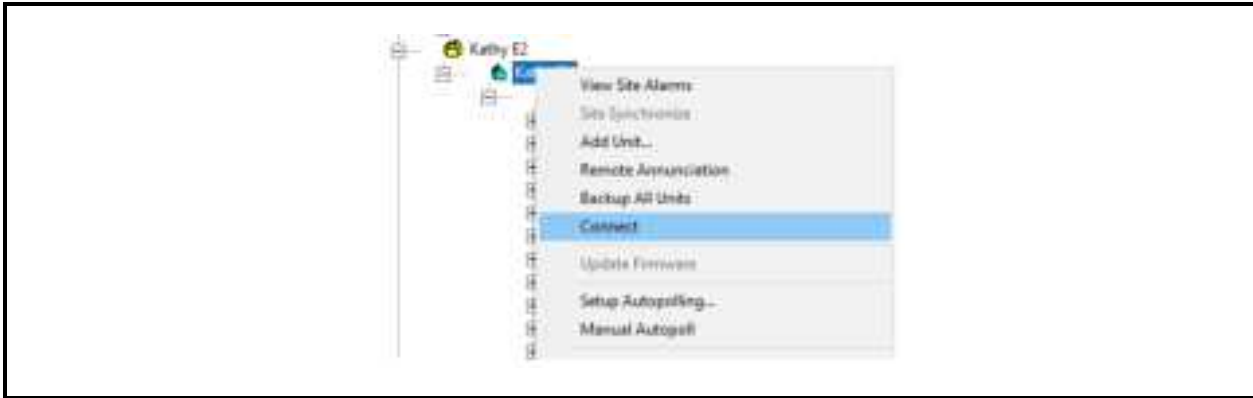 Kathy E2
View Site Alarms
Site Synchronize
Add Unit...
Remote Annunciation
Backup All Units
Connect
Update Firmware
Setup Autopolling...
Manual Autopoll